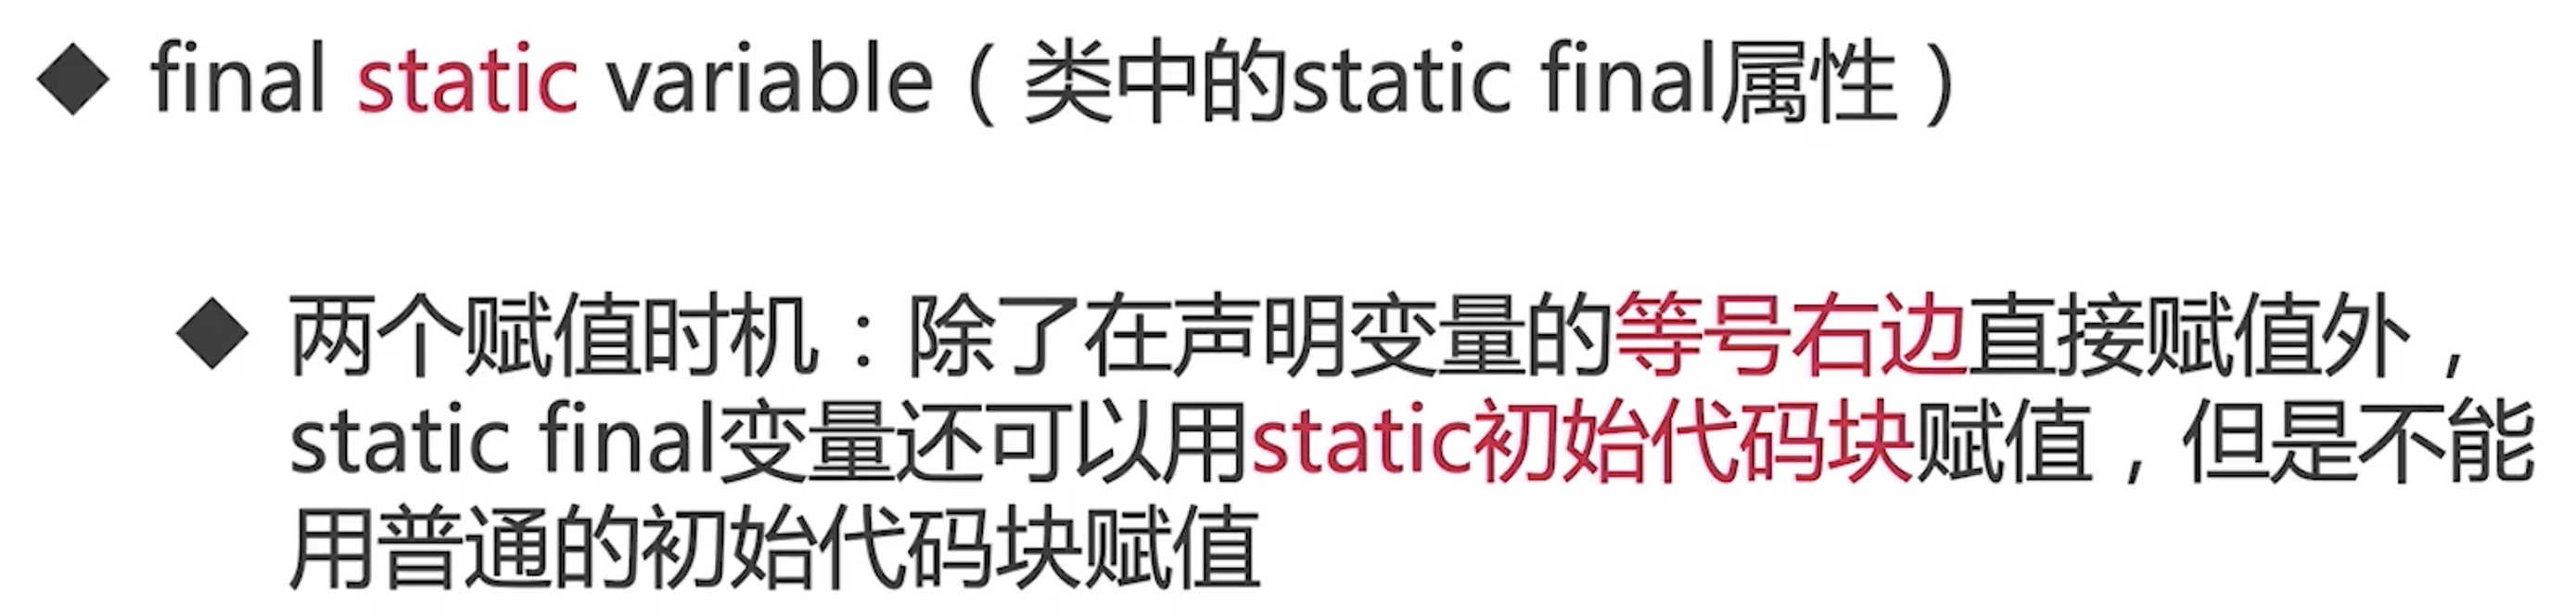 ◆ final static variable（类中的static final属性）
◆ 两个赋值时机：除了在声明变量的等号右边直接赋值外，
static final变量还可以用static初始代码块赋值，但是不能
用普通的初始代码块赋值